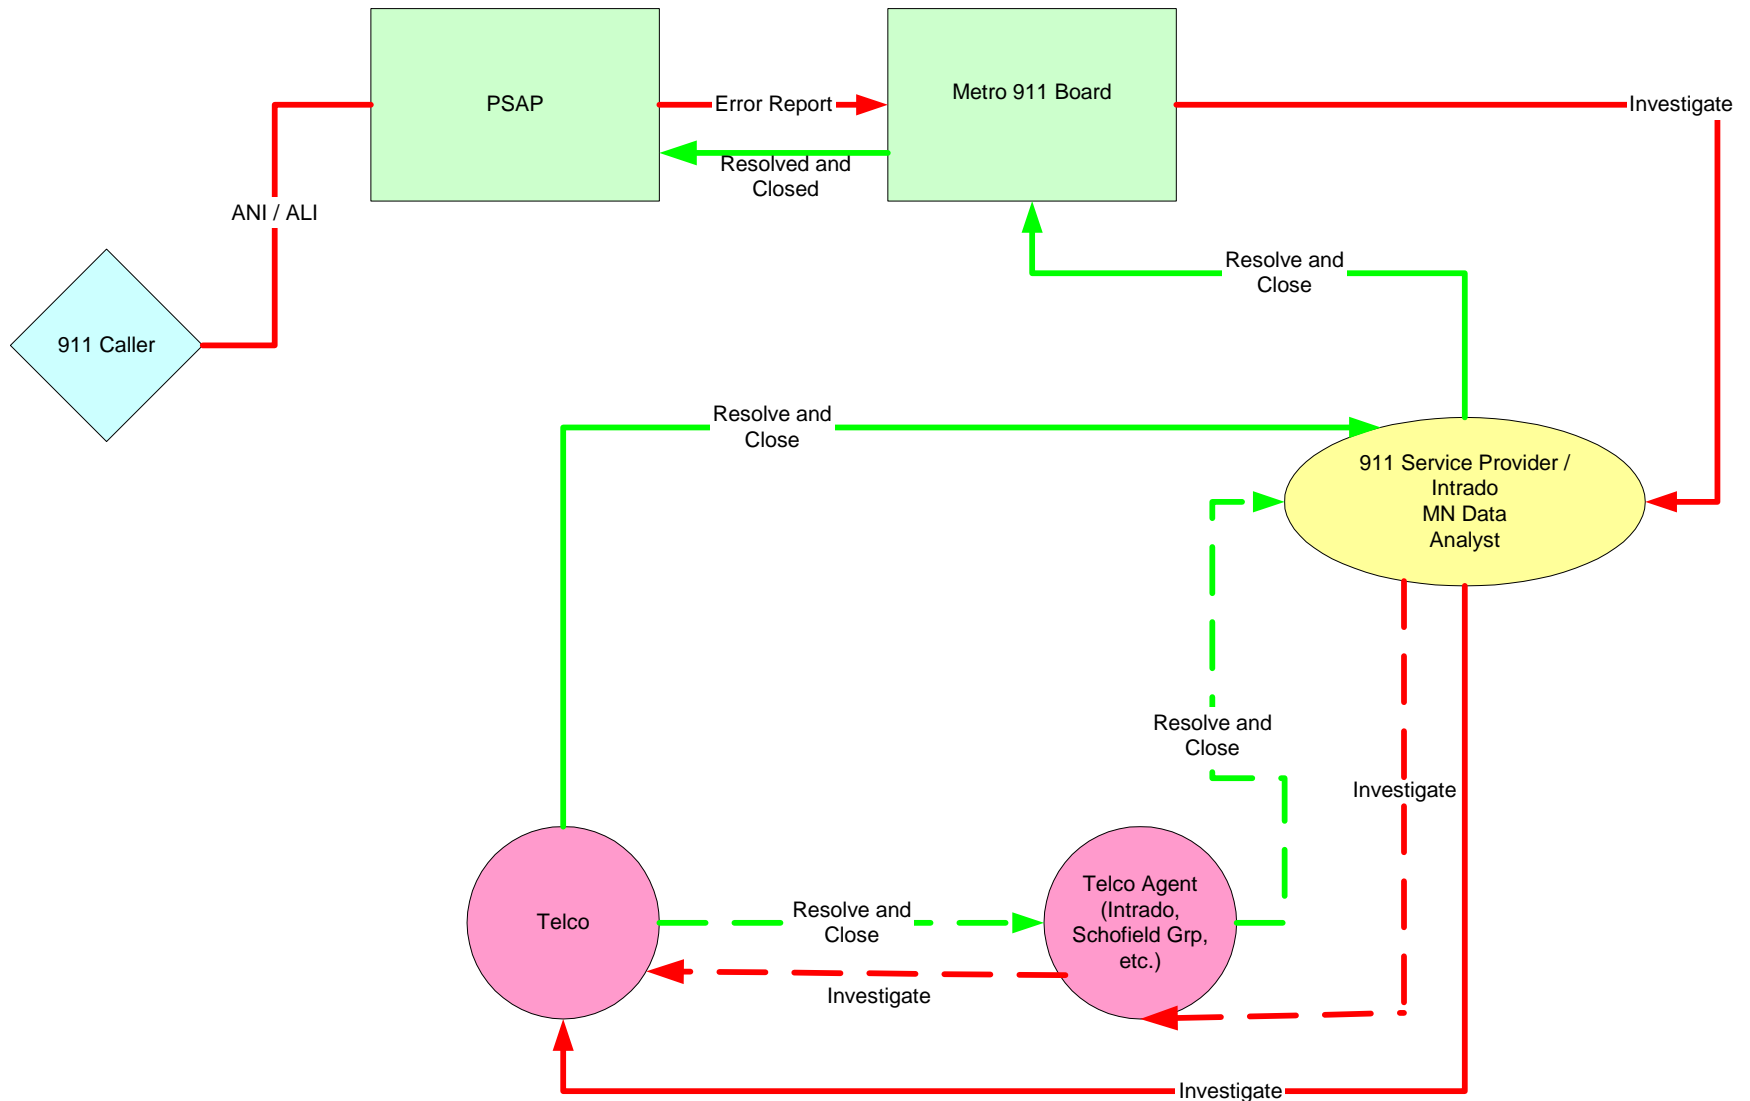 PSAP
Error Report
Metro 911 Board
Investigate
Resolved and
Closed
ANI / ALI
Resolve and
Close
911 Caller
Resolve and
Close
911 Service Provider /
Intrado
MN Data
Analyst
Resolve and
Close
Investigate
Telco
Resolve and
Close
Telco Agent
(Intrado,
Schofield Grp,
etc.)
Investigate
Investigate